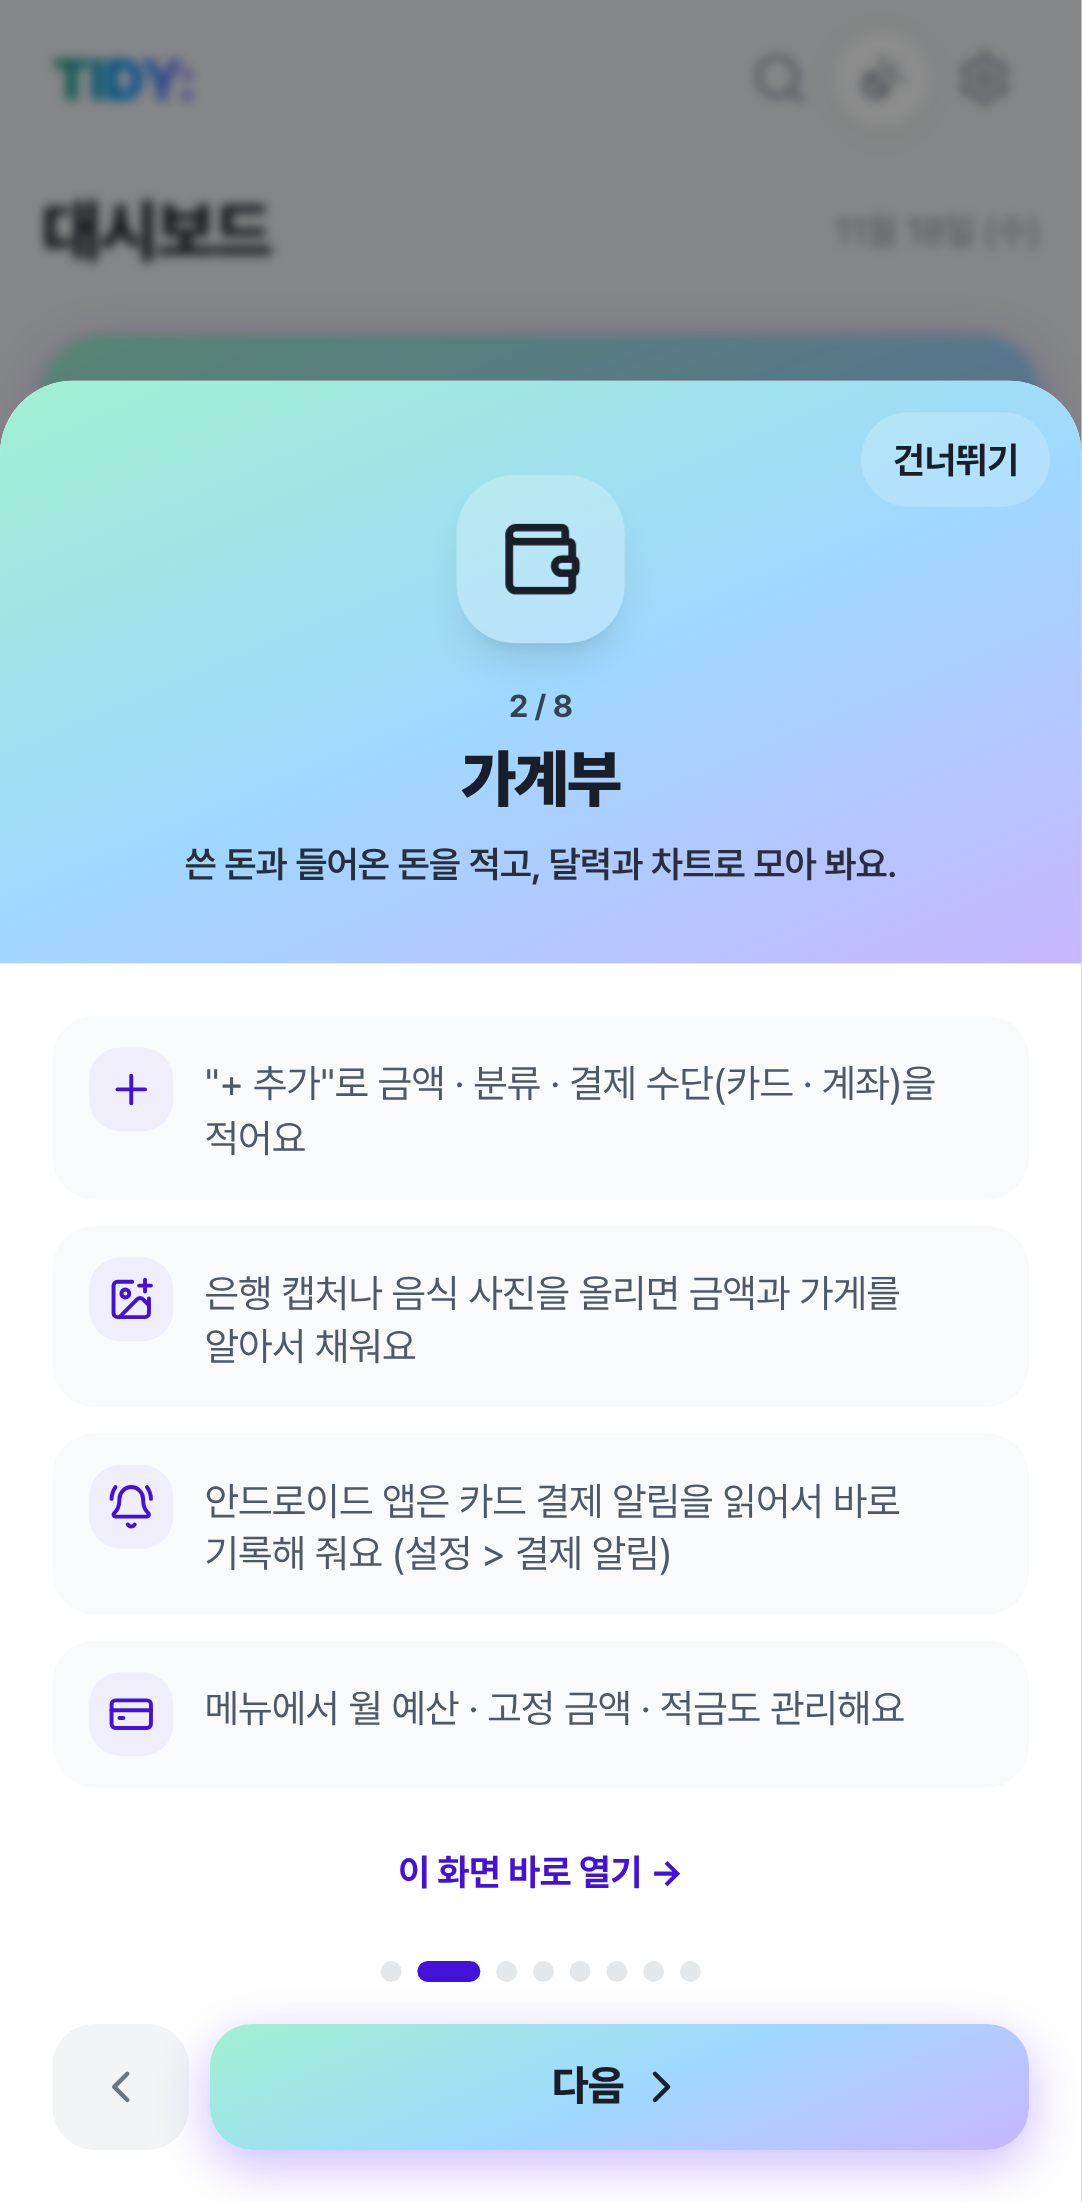 TIDY:
대시보드
11월 18일 (수)
건너뛰기
2 / 8
가계부
쓴 돈과 들어온 돈을 적고, 달력과 차트로 모아 봐요.
"+ 추가"로 금액 · 분류 · 결제 수단(카드 · 계좌)을
적어요
은행 캡처나 음식 사진을 올리면 금액과 가게를
알아서 채워요
안드로이드 앱은 카드 결제 알림을 읽어서 바로
기록해 줘요 (설정 > 결제 알림)
메뉴에서 월 예산 · 고정 금액 · 적금도 관리해요
이 화면 바로 열기 →
다음